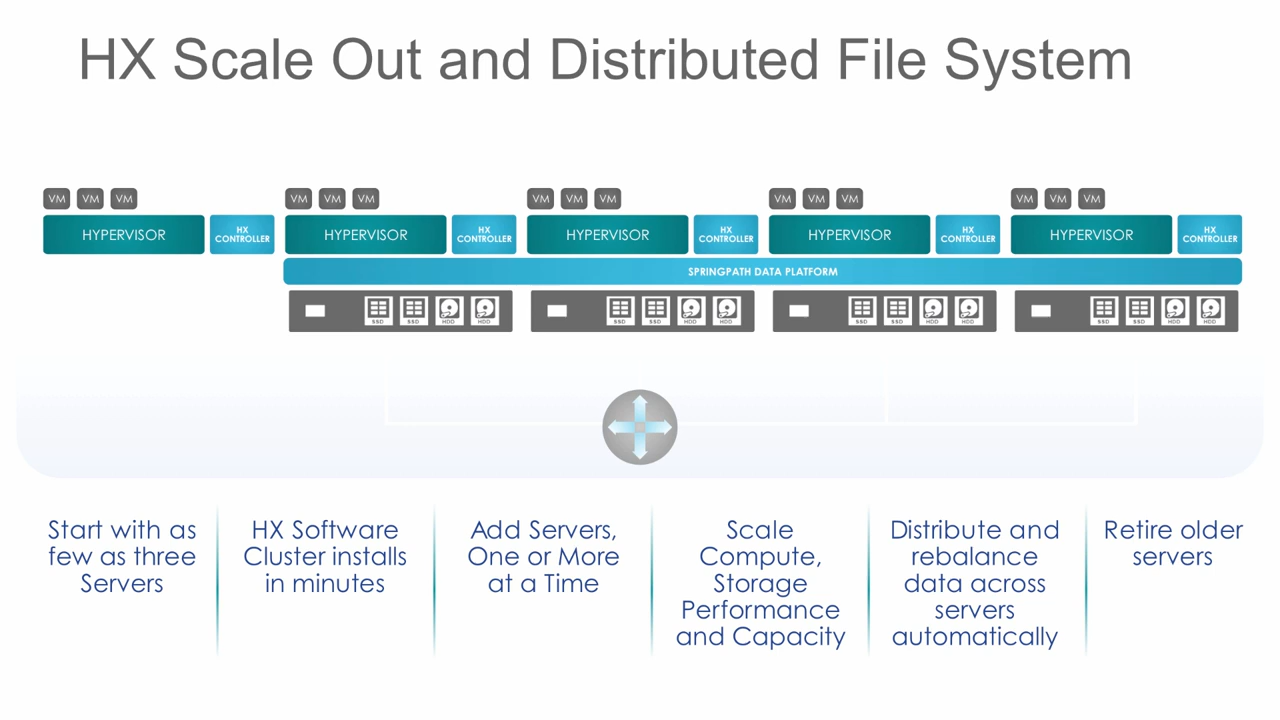 HX Scale Out and Distributed File System
VM VM VM VM VM VM VM VM VM VM VM VM VM VM VM
HYPERVISOR HX CONTROLLER HYPERVISOR HX CONTROLLER HYPERVISOR HX CONTROLLER HYPERVISOR HX CONTROLLER HYPERVISOR HX CONTROLLER
SPRINGPATH DATA PLATFORM
SSD SSD HDD HDD SSD SSD HDD HDD SSD SSD HDD HDD SSD SSD HDD HDD
Start with as
few as three
Servers
HX Software
Cluster installs
in minutes
Add Servers,
One or More
at a Time
Scale
Compute,
Storage
Performance
and Capacity
Distribute and
rebalance
data across
servers
automatically
Retire older
servers